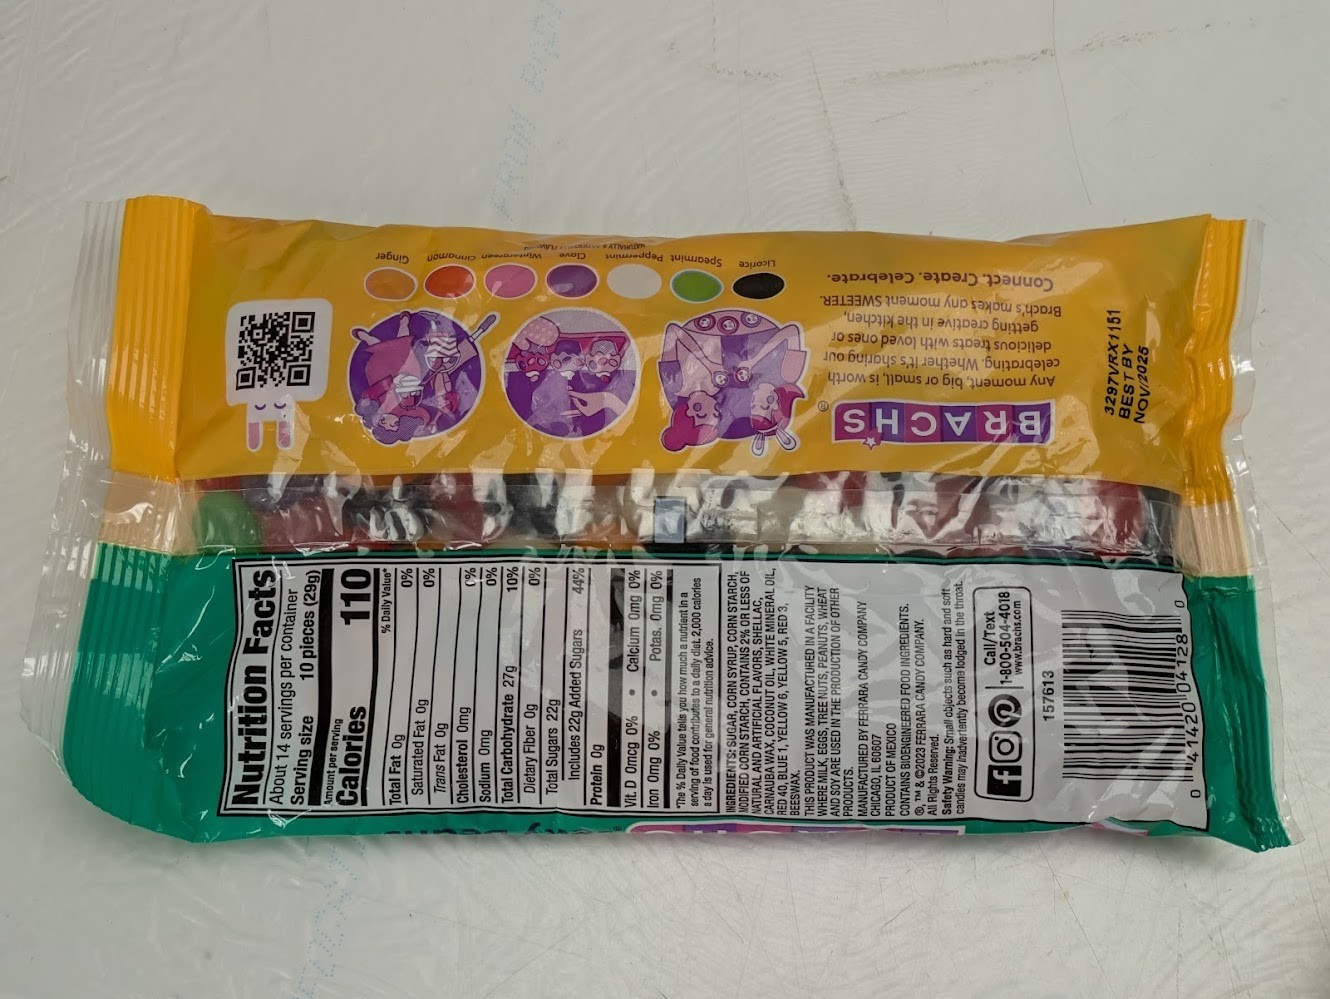 Nutrition Facts
About 14 servings per container
Serving size 10 pieces (29g)
Amount per serving
Calories 110
% Daily Value*
Total Fat 0g 0%
Saturated Fat 0g 0%
Trans Fat 0g
Cholesterol 0mg 0%
Sodium 0mg 0%
Total Carbohydrate 27g 10%
Dietary Fiber 0g 0%
Total Sugars 22g
Includes 22g Added Sugars 44%
Protein 0g
Vit. D 0mcg 0% • Calcium 0mg 0%
Iron 0mg 0% • Potas. 0mg 0%
*The % Daily Value tells you how much a nutrient in a
serving of food contributes to a daily diet. 2,000 calories
a day is used for general nutrition advice.
INGREDIENTS: SUGAR, CORN SYRUP, CORN STARCH,
MODIFIED CORN STARCH, CONTAINS 2% OR LESS OF
NATURAL AND ARTIFICIAL FLAVORS, SHELLAC,
CARNAUBA WAX, COCONUT OIL, WHITE MINERAL OIL,
RED 40, BLUE 1, YELLOW 6, YELLOW 5, RED 3,
BEESWAX.
THIS PRODUCT WAS MANUFACTURED IN A FACILITY
WHERE MILK, EGGS, TREE NUTS, PEANUTS, WHEAT
AND SOY ARE USED IN THE PRODUCTION OF OTHER
PRODUCTS.
MANUFACTURED BY FERRARA CANDY COMPANY
CHICAGO, IL 60607
PRODUCT OF MEXICO
CONTAINS BIOENGINEERED FOOD INGREDIENTS.
®, ™ & ©2023 FERRARA CANDY COMPANY.
All Rights Reserved.
Safety Warning: Small objects such as hard and soft
candies may inadvertently become lodged in the throat.
Call/Text
1-800-504-4018
www.brachs.com
157613
0 41420 04128 0
BRACHS®
Any moment, big or small, is worth
celebrating. Whether it's sharing our
delicious treats with loved ones or
getting creative in the kitchen,
Brach's makes any moment SWEETER.
Connect. Create. Celebrate.
Licorice
Spearmint
Peppermint
Clove
Wintergreen
Cinnamon
Ginger
3297VRX1151
BEST BY
NOV/2025